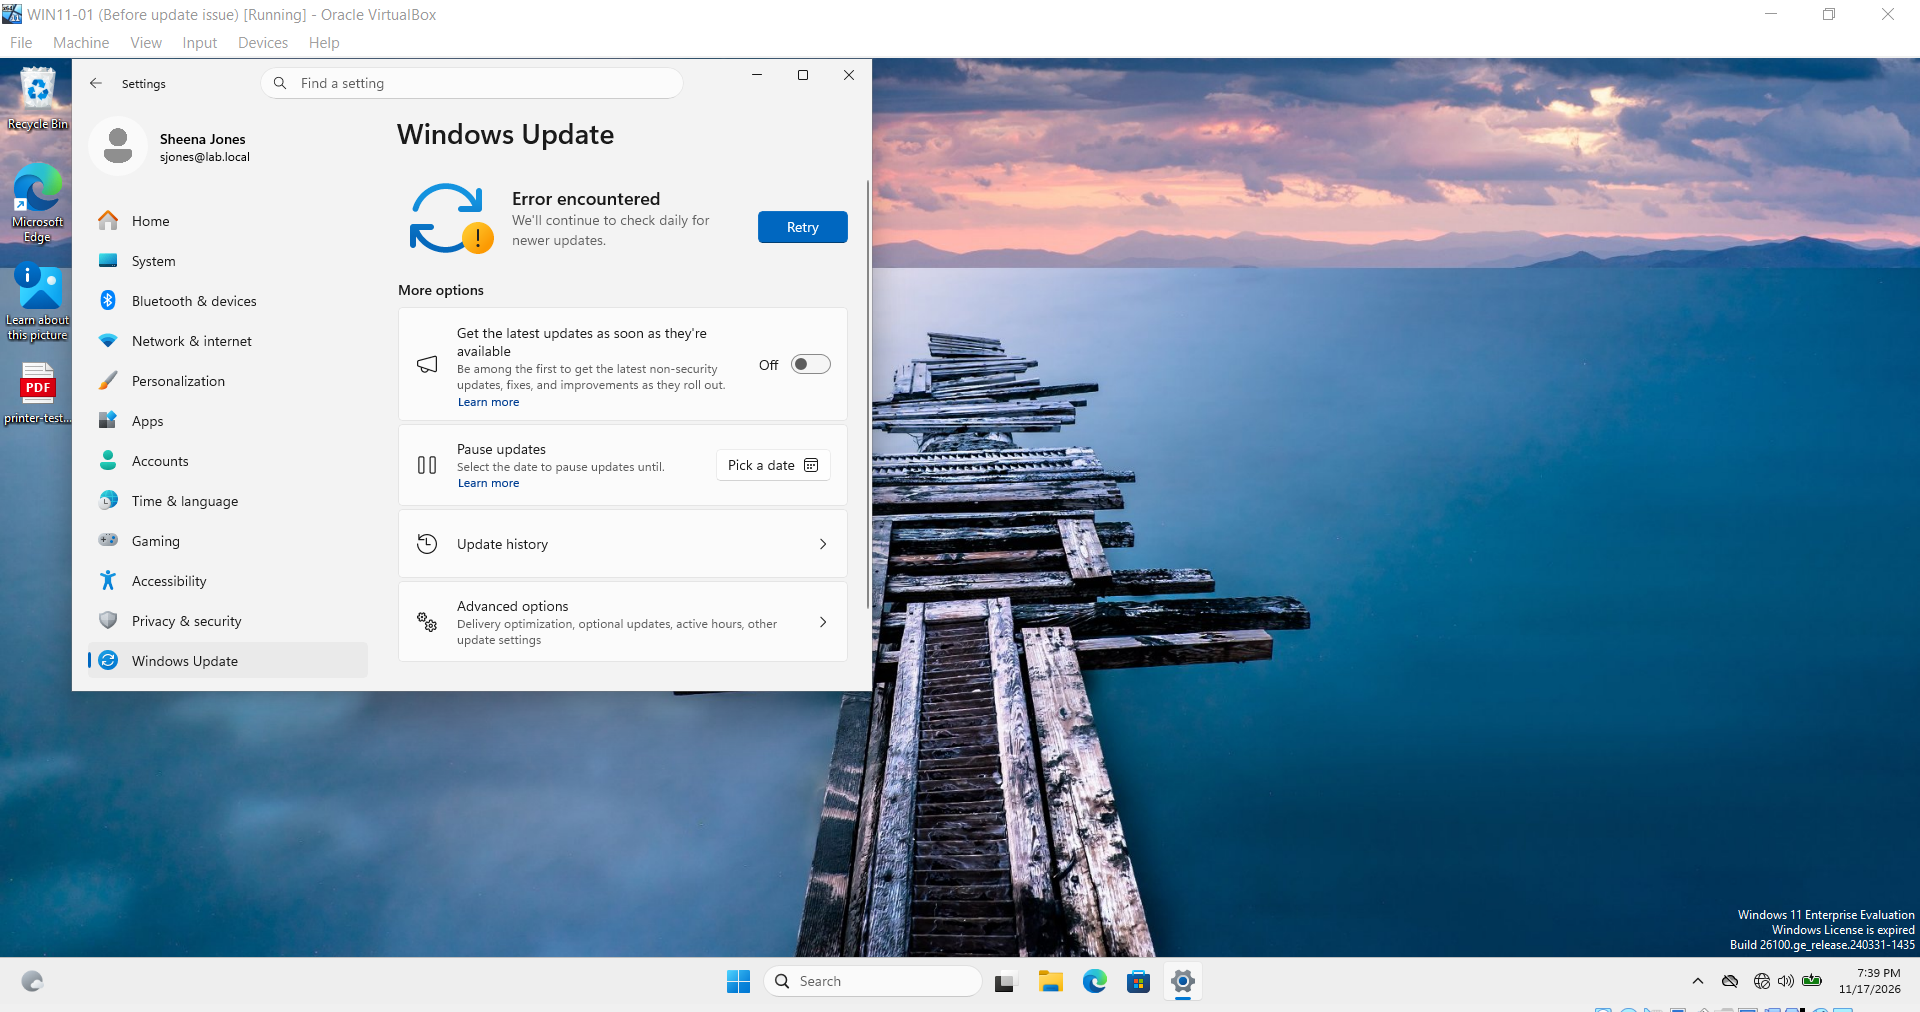 WIN11-01 (Before update issue) [Running] - Oracle VirtualBox
File Machine View Input Devices Help
Recycle Bin
Microsoft
Edge
Learn about
this picture
PDF
printer-test...
Settings
Find a setting
Sheena Jones
sjones@lab.local
Home
System
Bluetooth & devices
Network & internet
Personalization
Apps
Accounts
Time & language
Gaming
Accessibility
Privacy & security
Windows Update
Windows Update
Error encountered
We'll continue to check daily for
newer updates.
Retry
More options
Get the latest updates as soon as they're
available
Be among the first to get the latest non-security
updates, fixes, and improvements as they roll out.
Learn more
Off
Pause updates
Select the date to pause updates until.
Learn more
Pick a date
Update history
Advanced options
Delivery optimization, optional updates, active hours, other
update settings
Windows 11 Enterprise Evaluation
Windows License is expired
Build 26100.ge_release.240331-1435
Search
7:39 PM
11/17/2026